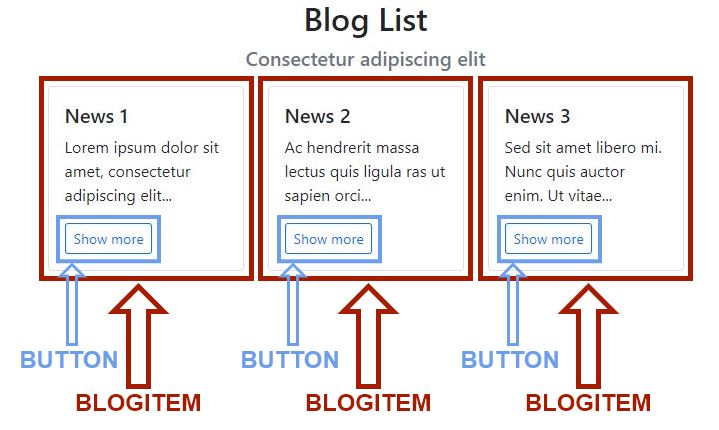 Blog List
Consectetur adipiscing elit
News 1
Lorem ipsum dolor sit
amet, consectetur
adipiscing elit...
Show more
News 2
Ac hendrerit massa
lectus quis ligula ras ut
sapien orci...
Show more
News 3
Sed sit amet libero mi.
Nunc quis auctor
enim. Ut vitae...
Show more
BUTTON
BUTTON
BUTTON
BLOGITEM
BLOGITEM
BLOGITEM